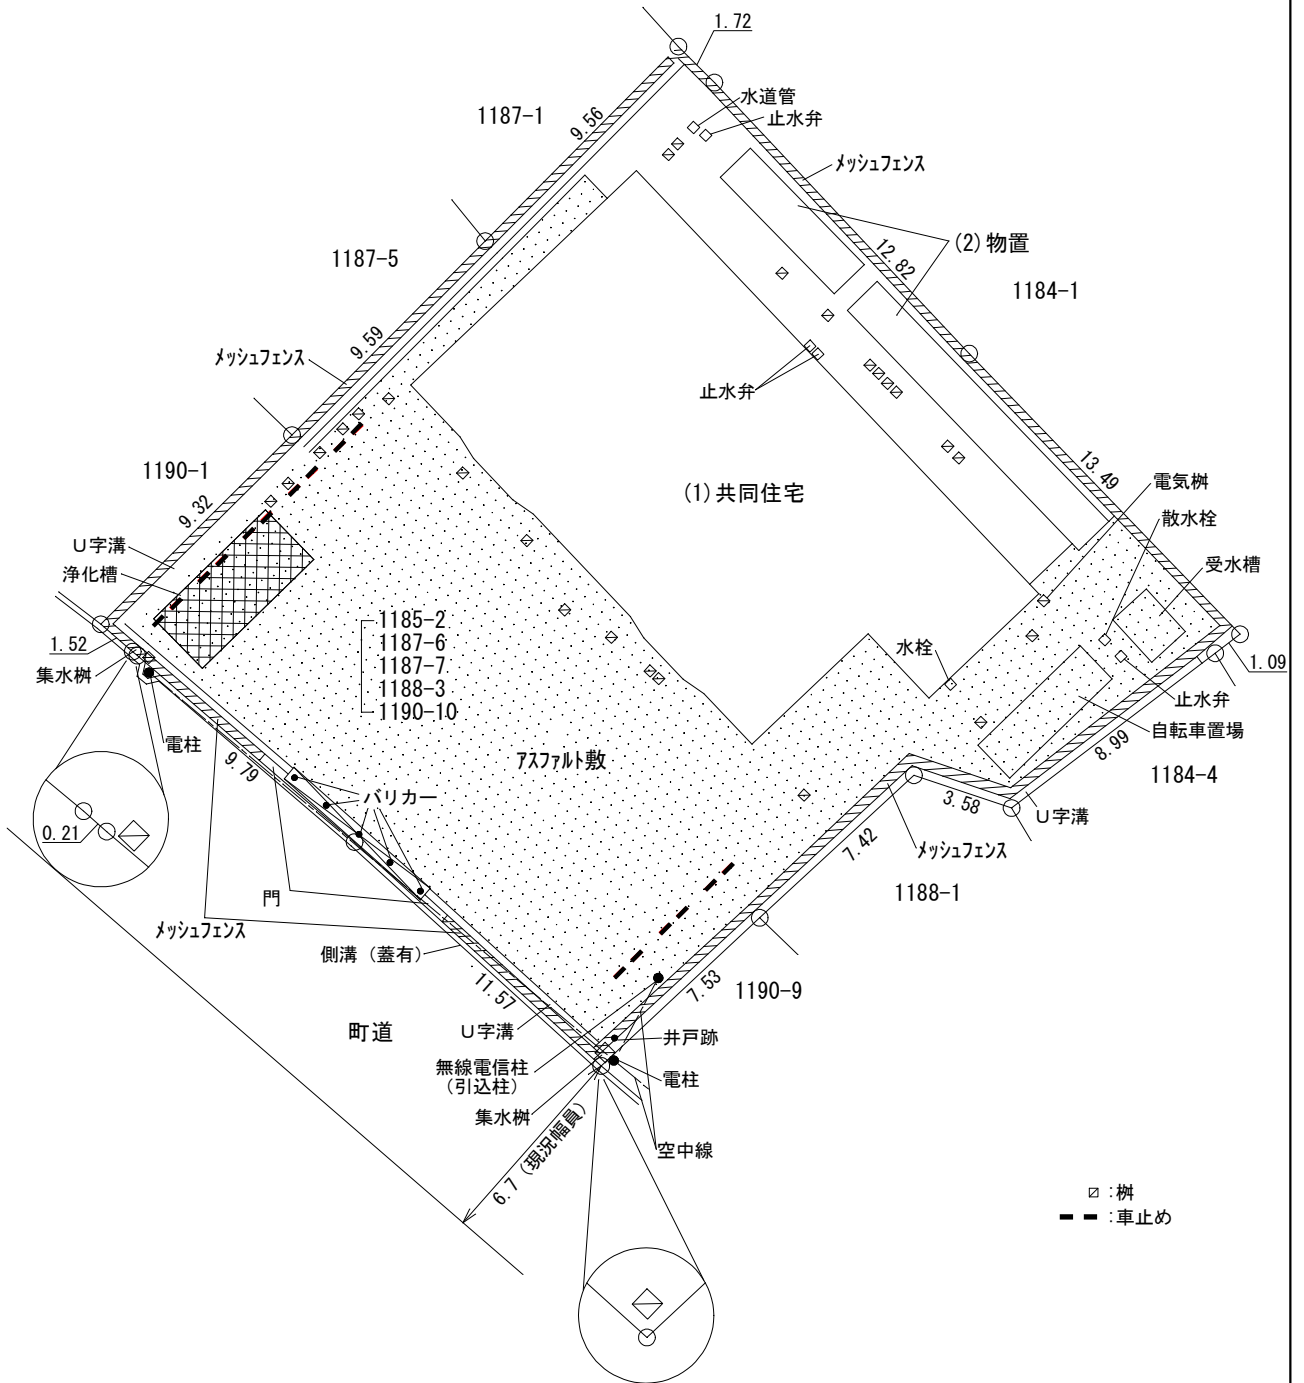 1.72
水道管
1187-1
9.56
止水弁
メッシュフェンス
1187-5
(2)物置
12.82
1184-1
9.59
メッシュフェンス
止水弁
1190-1
13.49
電気桝
(1)共同住宅
9.32
散水栓
U字溝
受水槽
浄化槽
1185-2
1187-6
1187-7
1188-3
1190-10
1.52
水栓
集水桝
1.09
止水弁
電柱
自転車置場
9.79
アスファルト敷
8.99
1184-4
バリカー
3.58
U字溝
0.21
7.42
メッシュフェンス
門
1188-1
メッシュフェンス
側溝(蓋有)
11.57
7.53
1190-9
町道
U字溝
井戸跡
無線電信柱
(引込柱)
電柱
集水桝
空中線
6.7(現況幅員)
:桝
:車止め